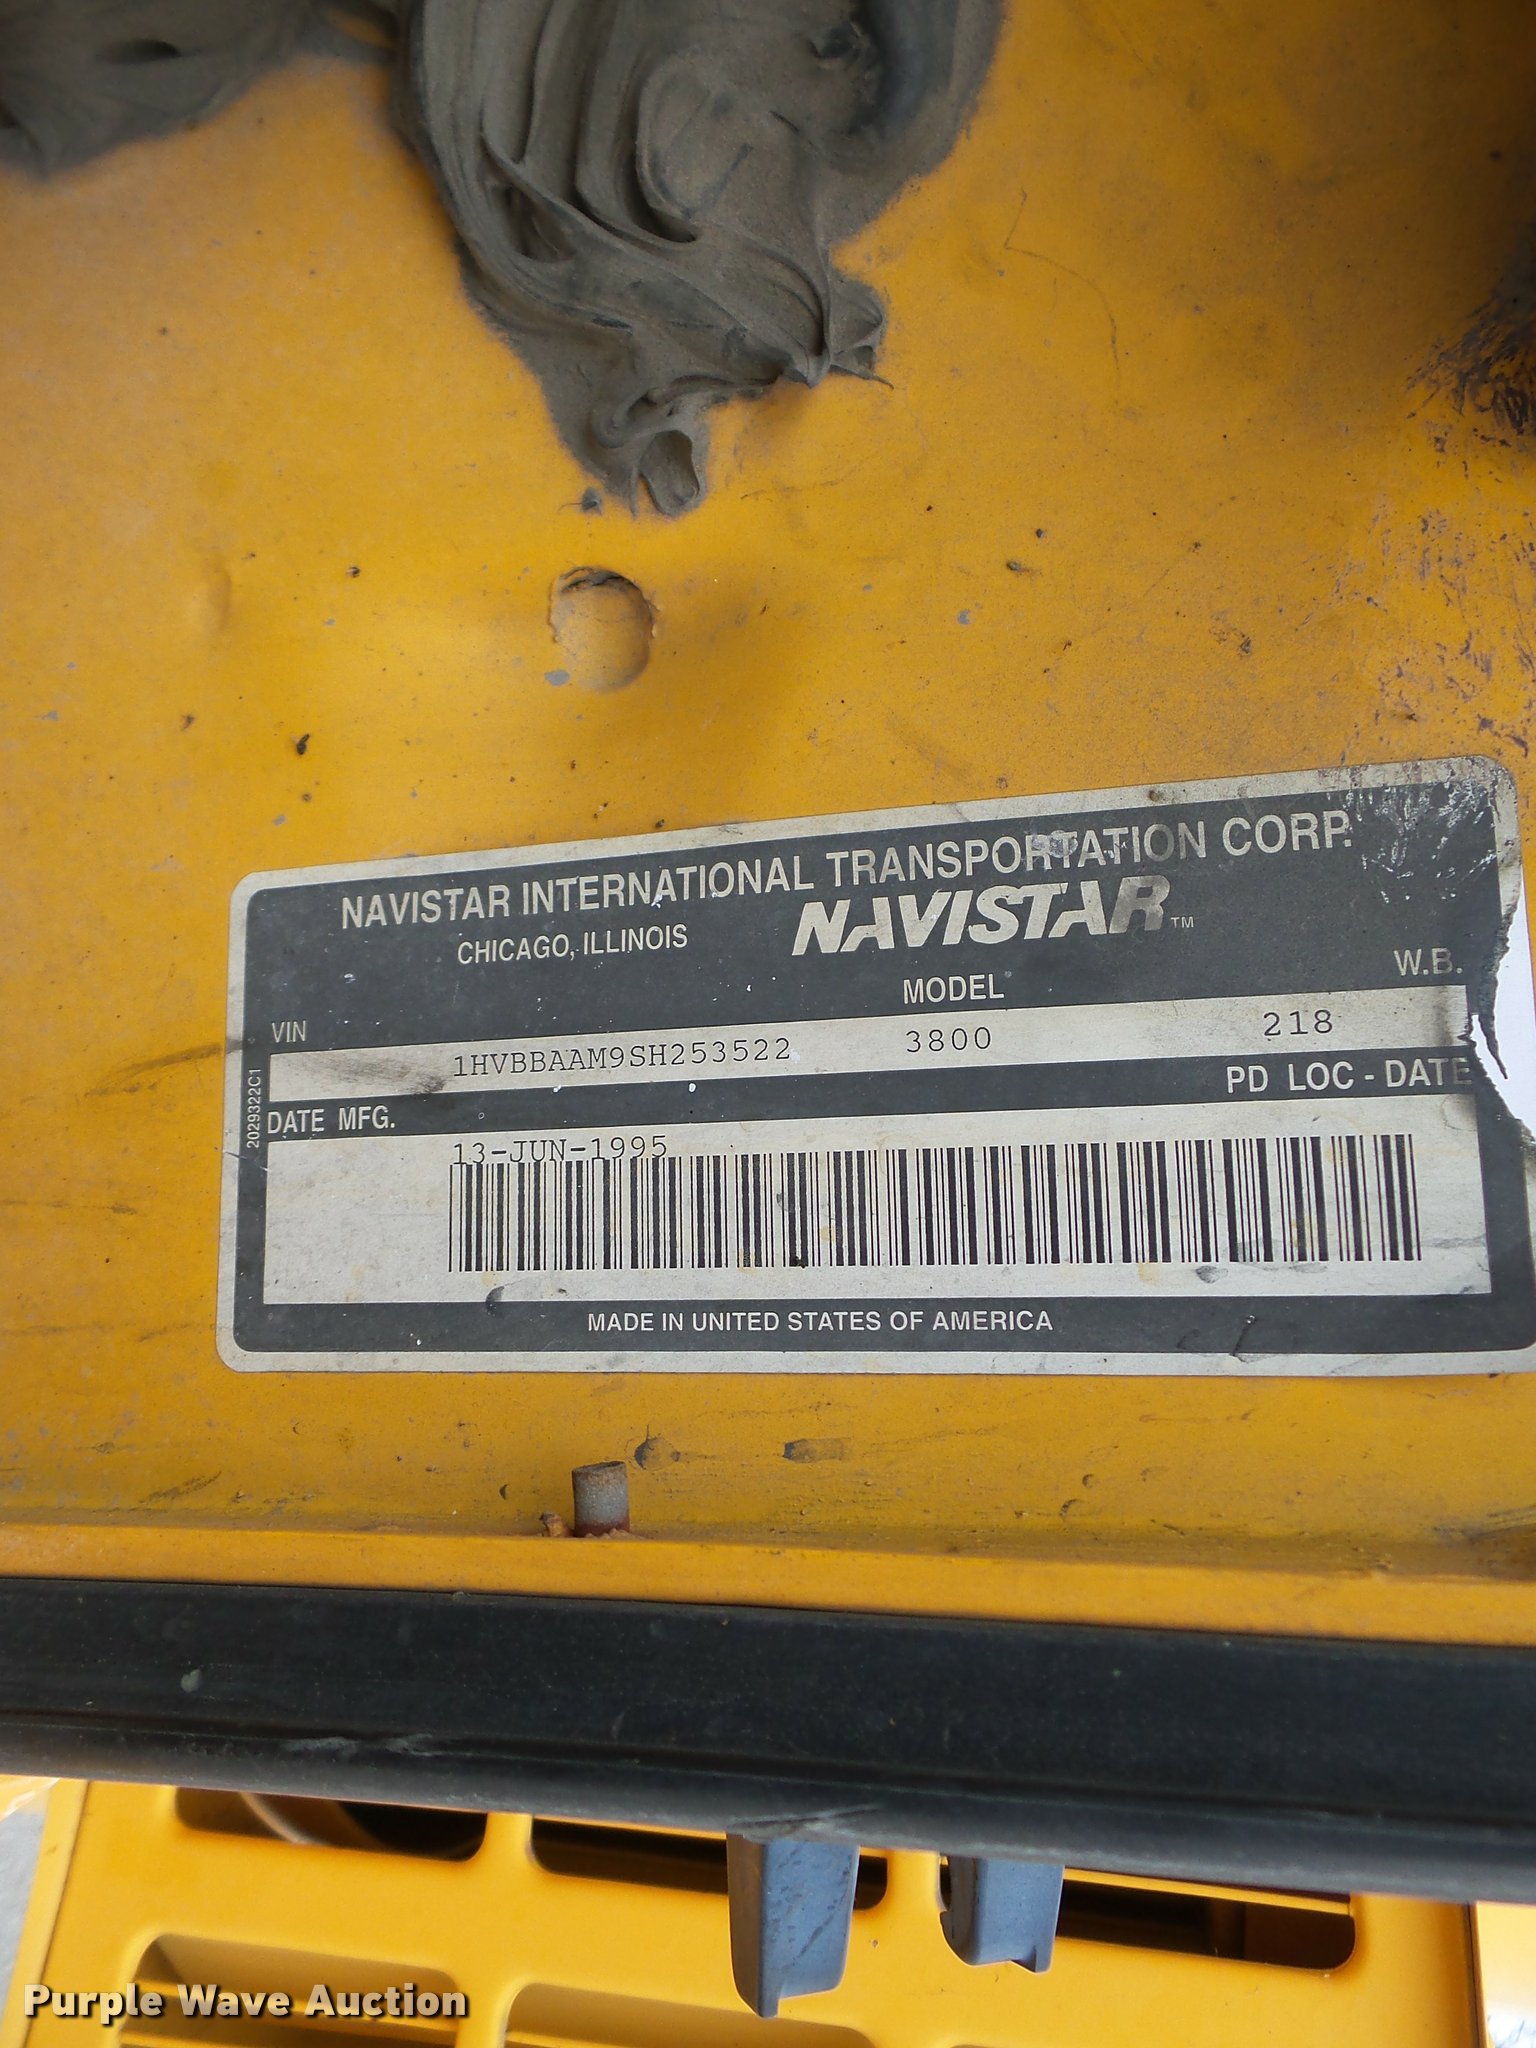 NAVISTAR INTERNATIONAL TRANSPORTATION CORP.
CHICAGO, ILLINOIS NAVISTAR™
VIN MODEL W.B.
1HVBBAAM9SH253522 3800 218
DATE MFG. PD LOC - DATE
13-JUN-1995
2029322C1
MADE IN UNITED STATES OF AMERICA
Purple Wave Auction